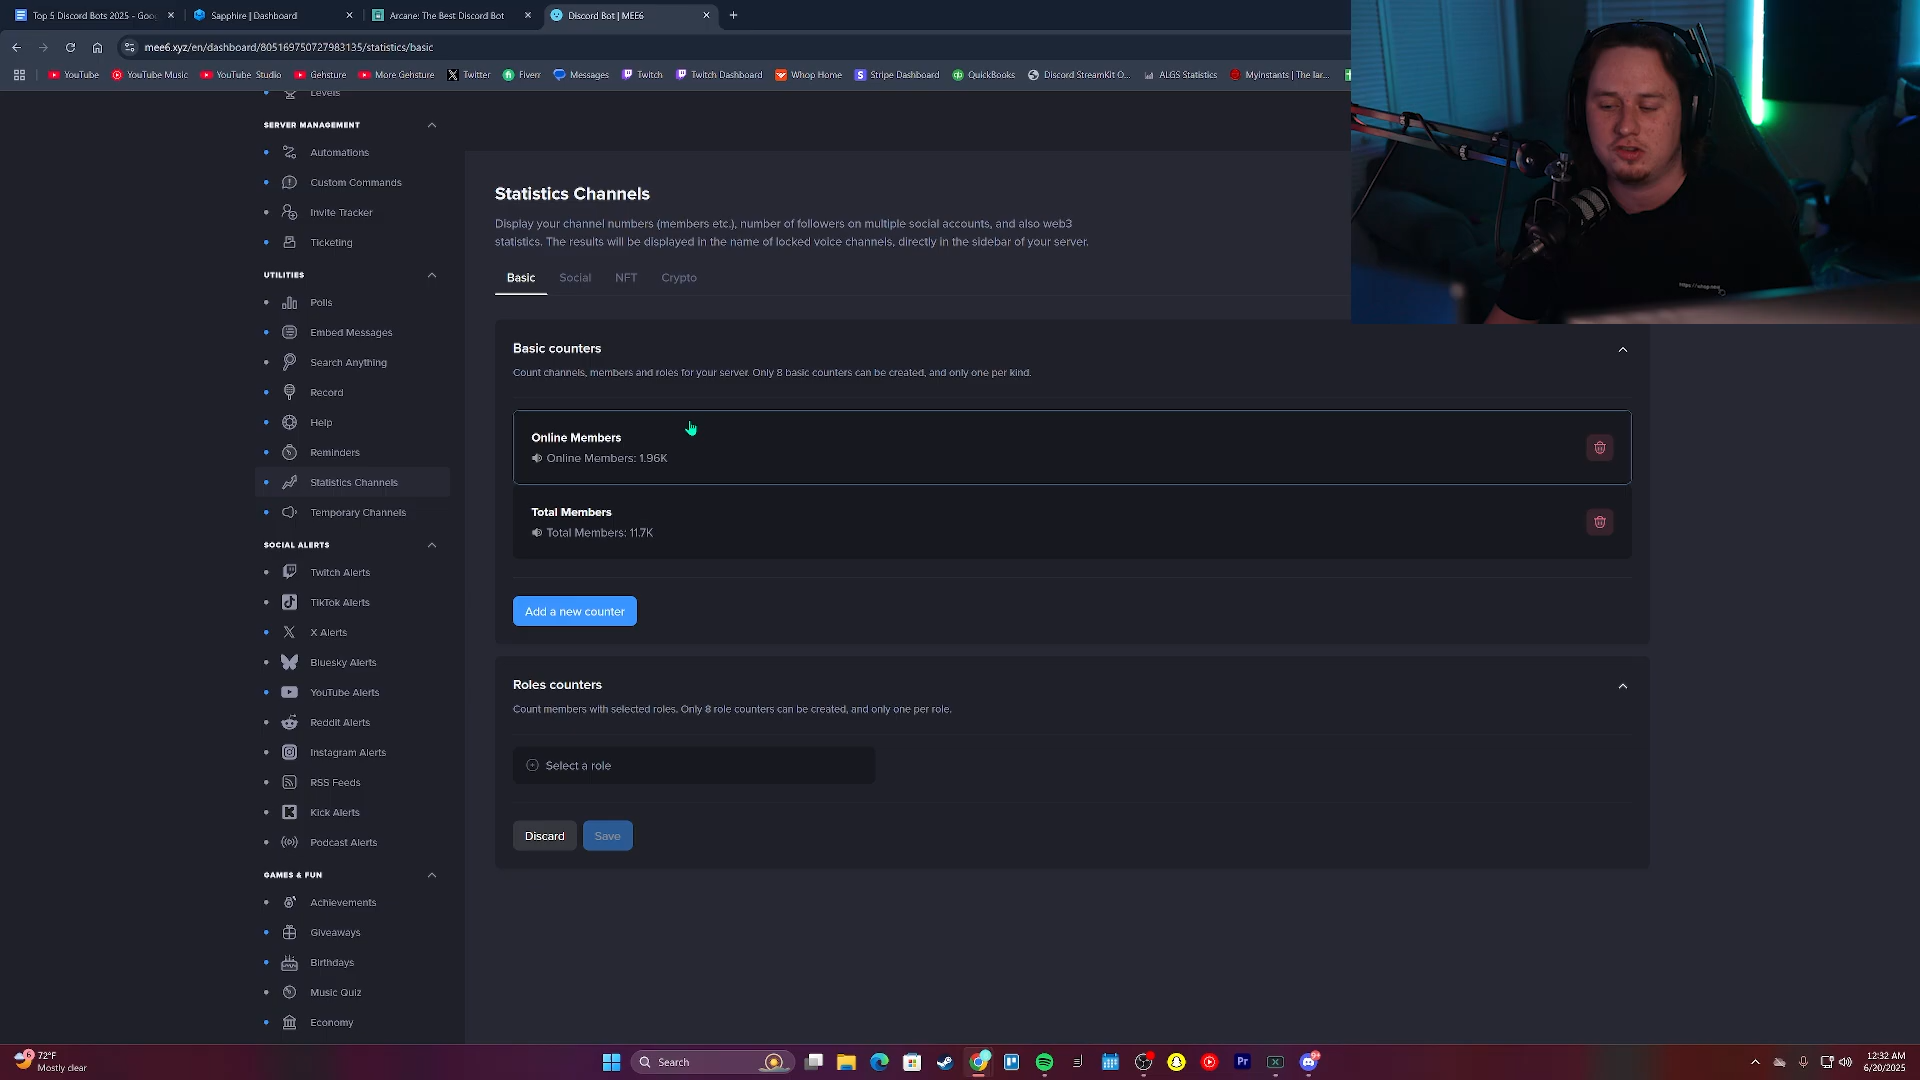 Top 5 Discord Bots 2025 - Goo
Sapphire | Dashboard
Arcane: The Best Discord Bot
Discord Bot | MEE6
mee6.xyz/en/dashboard/805169750727983135/statistics/basic
YouTube
YouTube Music
YouTube Studio
Gehsture
More Gehsture
Twitter
Fiverr
Messages
Twitch
Twitch Dashboard
Whop Home
Stripe Dashboard
QuickBooks
Discord StreamKit O...
ALGS Statistics
MyInstants | The lar...
Levels
SERVER MANAGEMENT
Automations
Custom Commands
Invite Tracker
Ticketing
UTILITIES
Polls
Embed Messages
Search Anything
Record
Help
Reminders
Statistics Channels
Temporary Channels
SOCIAL ALERTS
Twitch Alerts
TikTok Alerts
X Alerts
Bluesky Alerts
YouTube Alerts
Reddit Alerts
Instagram Alerts
RSS Feeds
Kick Alerts
Podcast Alerts
GAMES & FUN
Achievements
Giveaways
Birthdays
Music Quiz
Economy
Statistics Channels
Display your channel numbers (members etc.), number of followers on multiple social accounts, and also web3
statistics. The results will be displayed in the name of locked voice channels, directly in the sidebar of your server.
Basic
Social
NFT
Crypto
Basic counters
Count channels, members and roles for your server. Only 8 basic counters can be created, and only one per kind.
Online Members
Online Members: 1.96K
Total Members
Total Members: 11.7K
Add a new counter
Roles counters
Count members with selected roles. Only 8 role counters can be created, and only one per role.
Select a role
Discard
Save
72°F
Mostly clear
Search
Pr
12:32 AM
6/20/2025